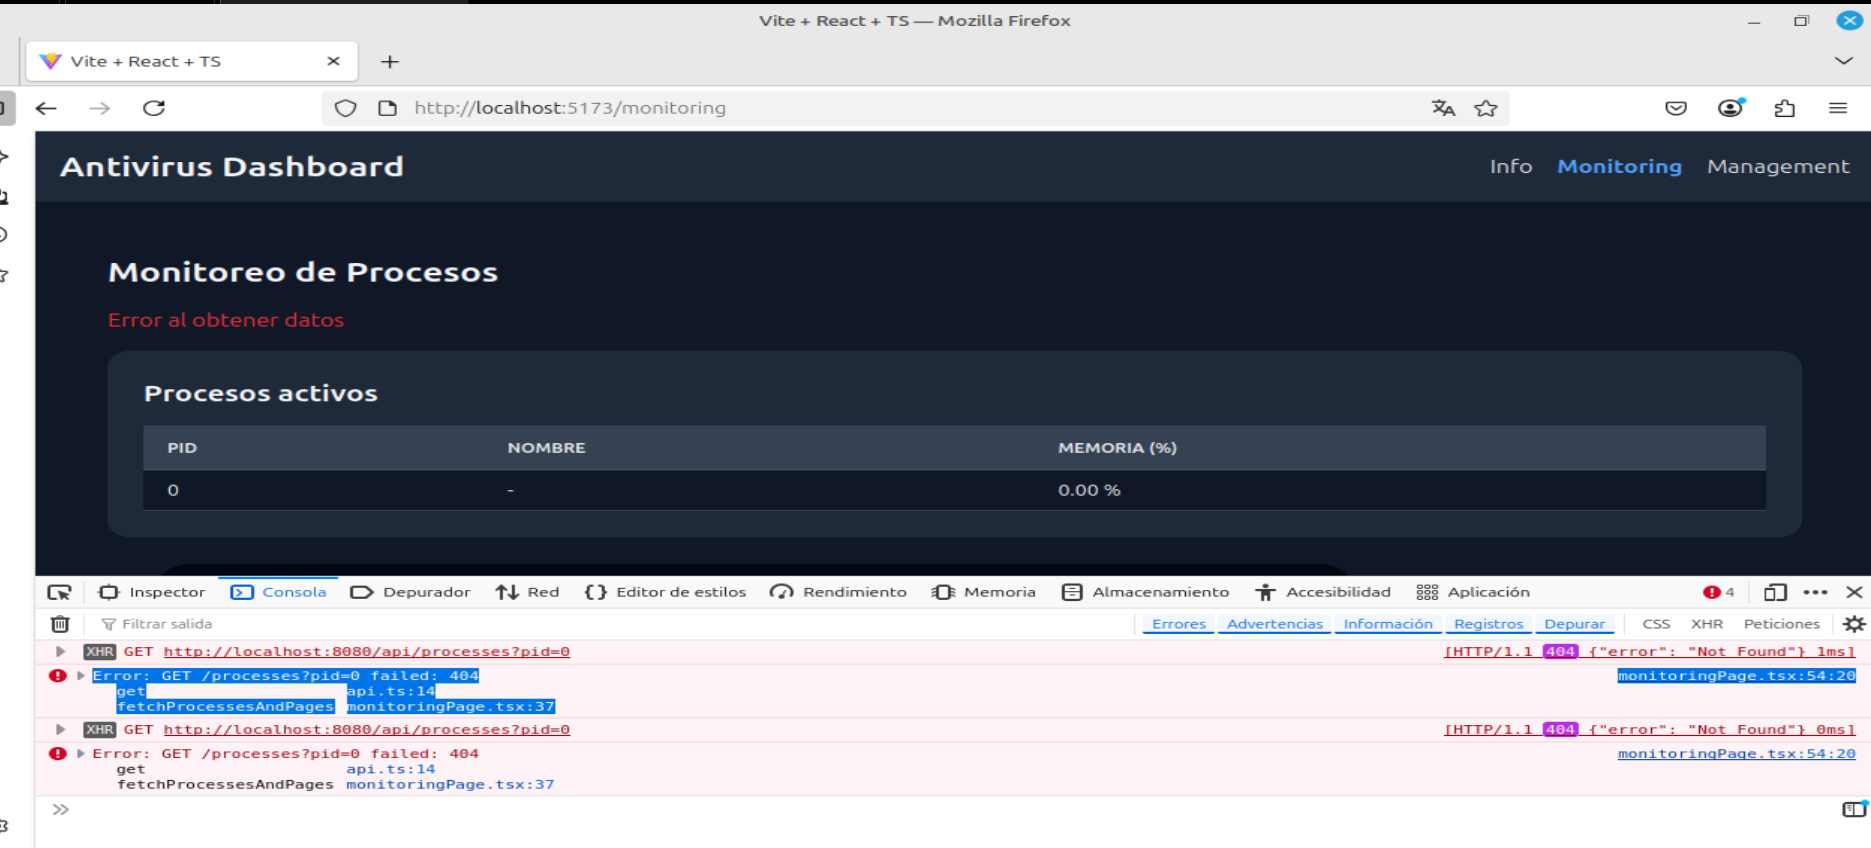 Vite + React + TS — Mozilla Firefox
Vite + React + TS
http://localhost:5173/monitoring
Antivirus Dashboard
Info Monitoring Management
Monitoreo de Procesos
Error al obtener datos
Procesos activos
PID NOMBRE MEMORIA (%)
0 - 0.00 %
Inspector Consola Depurador Red Editor de estilos Rendimiento Memoria Almacenamiento Accesibilidad Aplicación 4
Filtrar salida Errores Advertencias Información Registros Depurar CSS XHR Peticiones
XHR GET http://localhost:8080/api/processes?pid=0 [HTTP/1.1 404 {"error": "Not Found"} 1ms]
Error: GET /processes?pid=0 failed: 404 monitoringPage.tsx:54:20
get api.ts:14
fetchProcessesAndPages monitoringPage.tsx:37
XHR GET http://localhost:8080/api/processes?pid=0 [HTTP/1.1 404 {"error": "Not Found"} 0ms]
Error: GET /processes?pid=0 failed: 404 monitoringPage.tsx:54:20
get api.ts:14
fetchProcessesAndPages monitoringPage.tsx:37